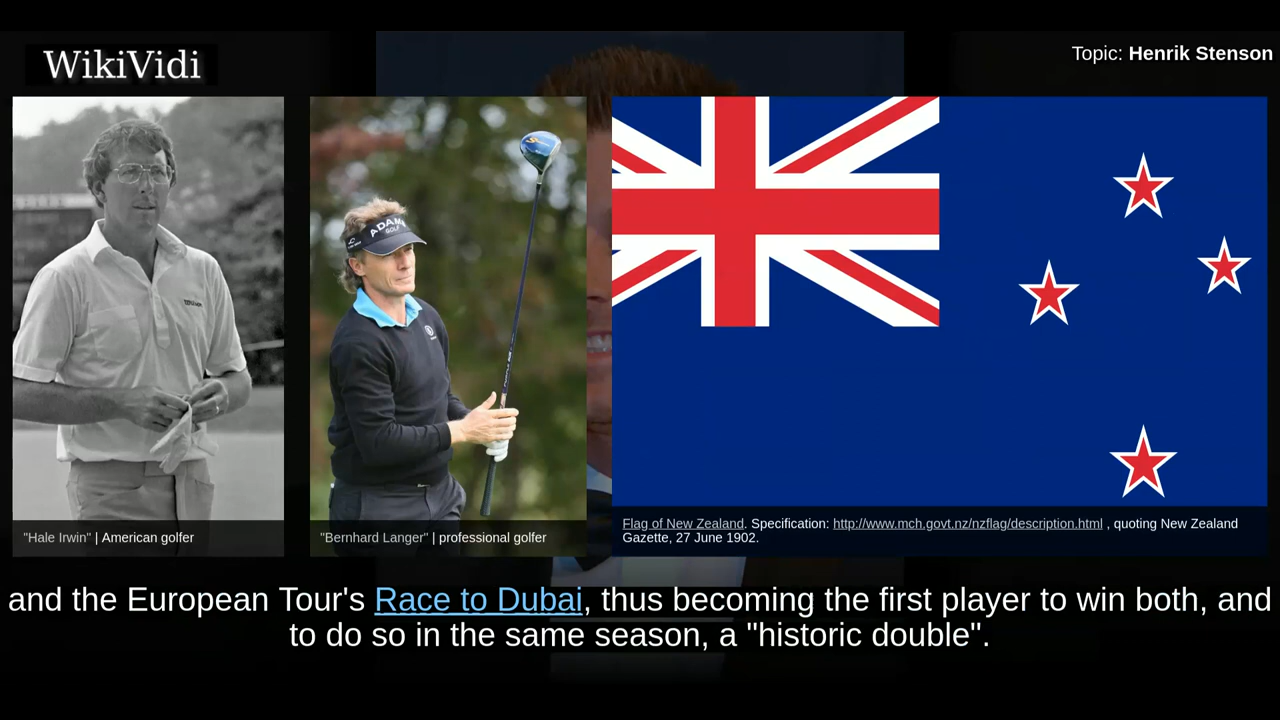 WikiVidi
Topic: Henrik Stenson
ADAMS
GOLF
"Hale Irwin" | American golfer
"Bernhard Langer" | professional golfer
Flag of New Zealand. Specification: http://www.mch.govt.nz/nzflag/description.html , quoting New Zealand
Gazette, 27 June 1902.
and the European Tour's Race to Dubai, thus becoming the first player to win both, and
to do so in the same season, a "historic double".